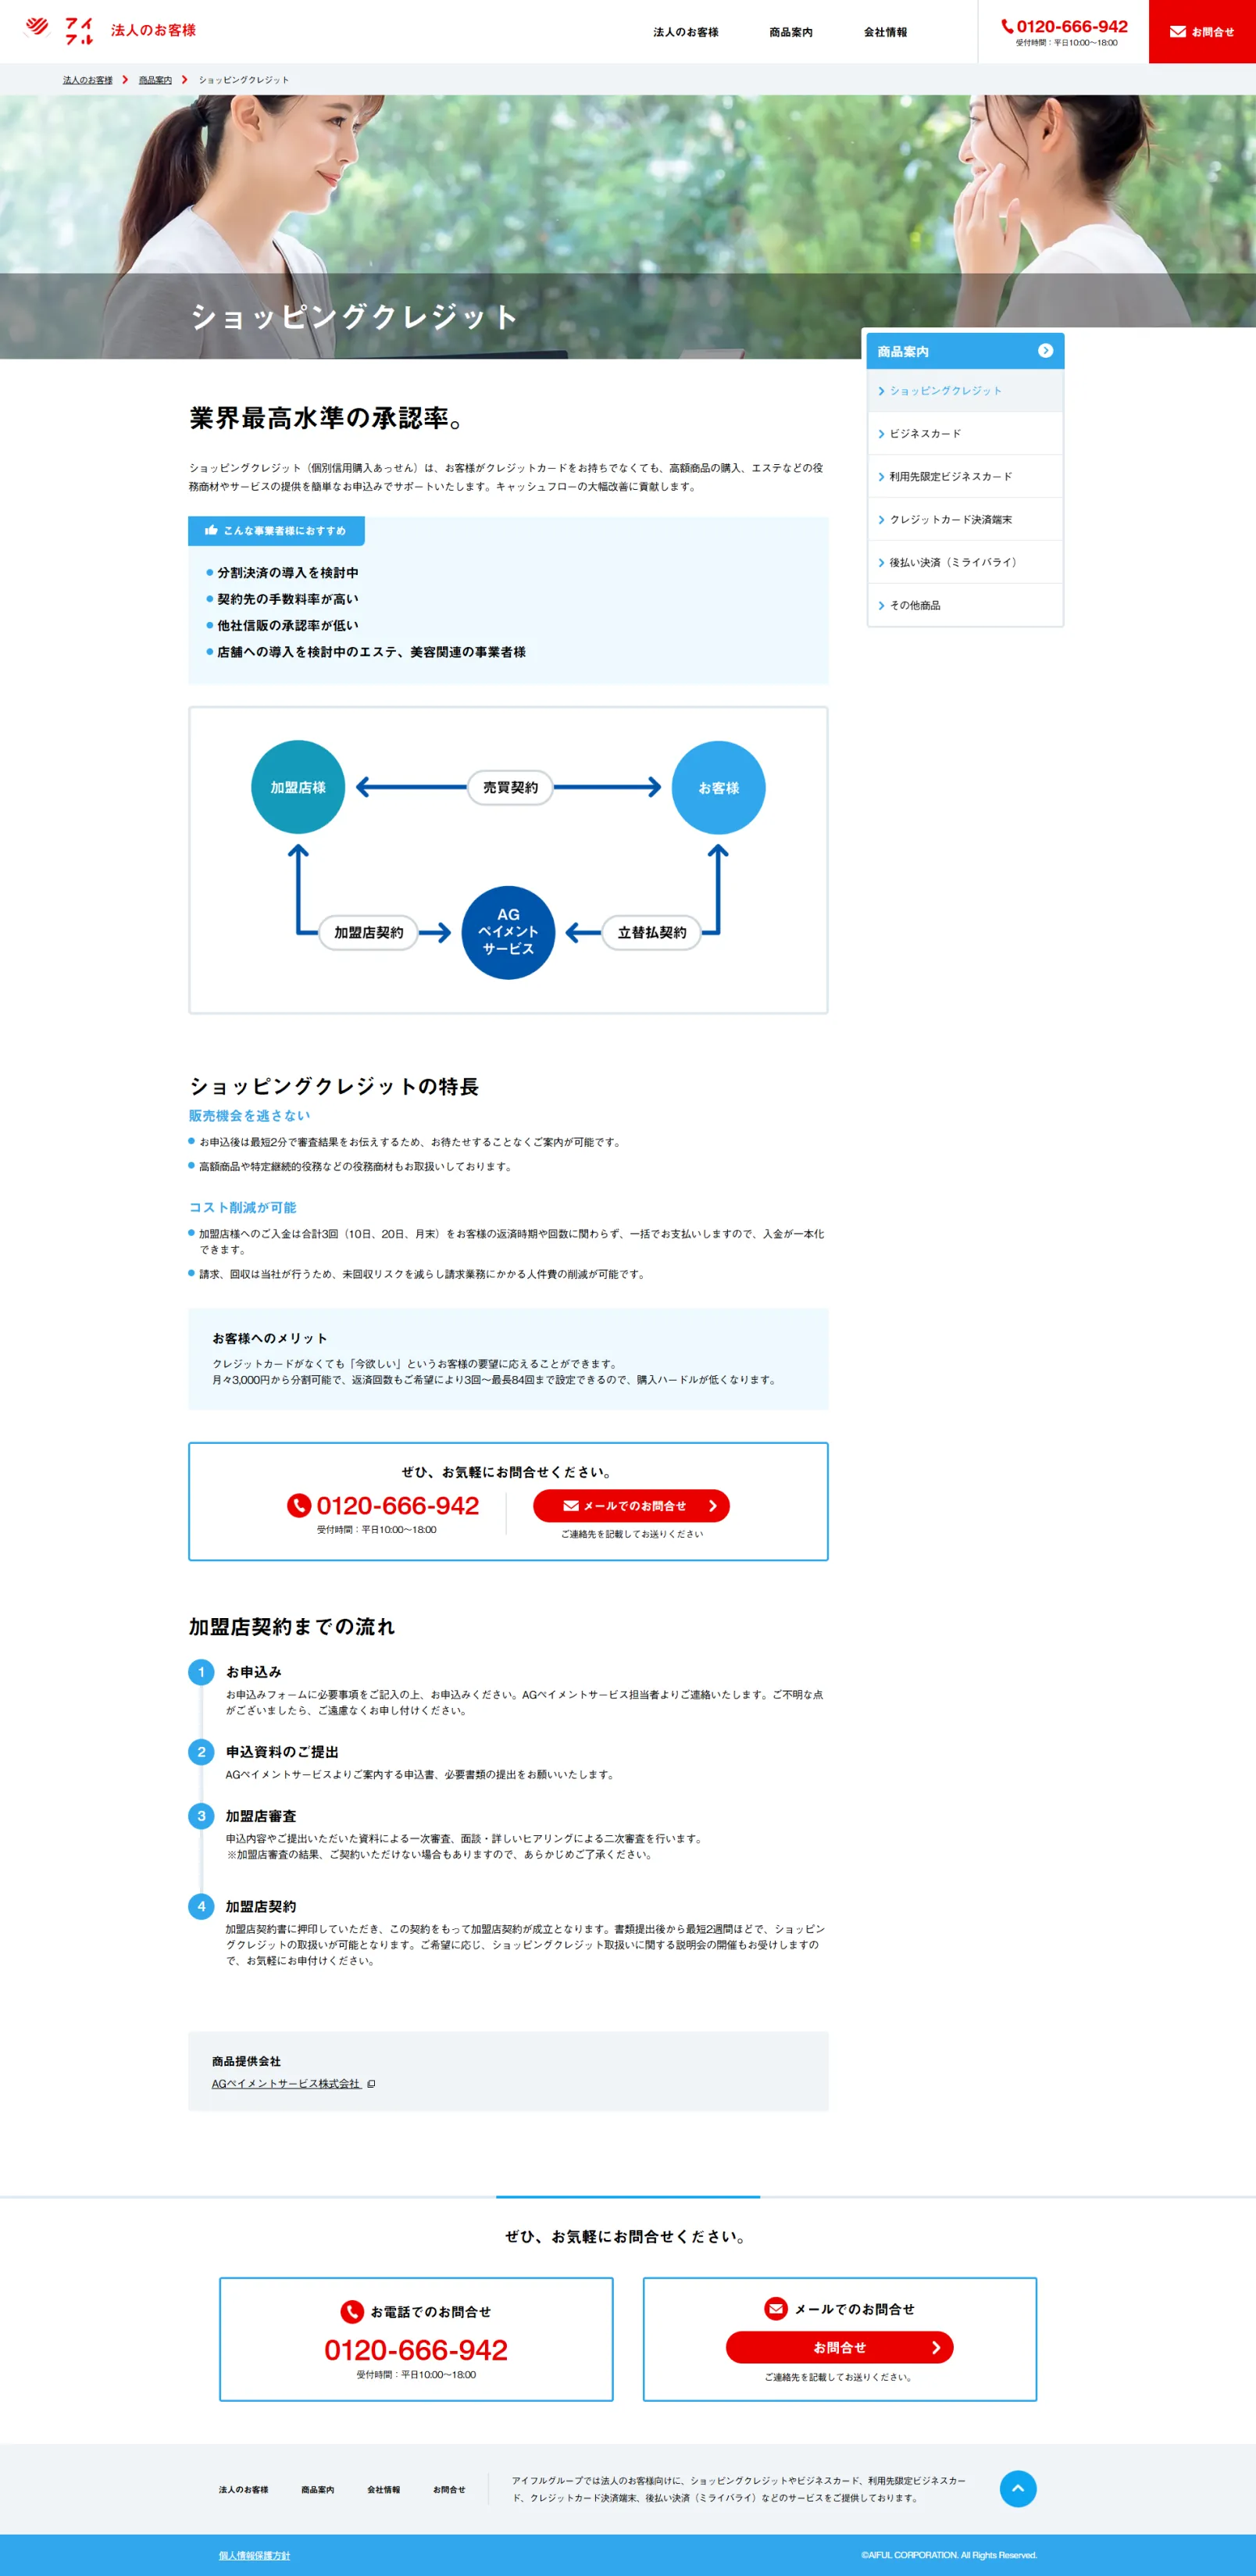 アイフル 法人のお客様
法人のお客様 商品案内 会社情報
0120-666-942
受付時間：平日10:00〜18:00
お問合せ
法人のお客様 商品案内 ショッピングクレジット
ショッピングクレジット
商品案内
ショッピングクレジット
ビジネスカード
利用先限定ビジネスカード
クレジットカード決済端末
後払い決済（ミライバライ）
その他商品
業界最高水準の承認率。
ショッピングクレジット（個別信用購入あっせん）は、お客様がクレジットカードをお持ちでなくても、高額商品の購入、エステなどの役
務商材やサービスの提供を簡単なお申込みでサポートいたします。キャッシュフローの大幅改善に貢献します。
こんな事業者様におすすめ
分割決済の導入を検討中
契約先の手数料率が高い
他社信販の承認率が低い
店舗への導入を検討中のエステ、美容関連の事業者様
加盟店様
売買契約
お客様
加盟店契約
AG
ペイメント
サービス
立替払契約
ショッピングクレジットの特長
販売機会を逃さない
お申込後は最短2分で審査結果をお伝えするため、お待たせすることなくご案内が可能です。
高額商品や特定継続的役務などの役務商材もお取扱いしております。
コスト削減が可能
加盟店様へのご入金は合計3回（10日、20日、月末）をお客様の返済時期や回数に関わらず、一括でお支払いしますので、入金が一本化
できます。
請求、回収は当社が行うため、未回収リスクを減らし請求業務にかかる人件費の削減が可能です。
お客様へのメリット
クレジットカードがなくても「今欲しい」というお客様の要望に応えることができます。
月々3,000円から分割可能で、返済回数もご希望により3回〜最長84回まで設定できるので、購入ハードルが低くなります。
ぜひ、お気軽にお問合せください。
0120-666-942
受付時間：平日10:00〜18:00
メールでのお問合せ
ご連絡先を記載してお送りください
加盟店契約までの流れ
1 お申込み
お申込みフォームに必要事項をご記入の上、お申込みください。AGペイメントサービス担当者よりご連絡いたします。ご不明な点
がございましたら、ご遠慮なくお申し付けください。
2 申込資料のご提出
AGペイメントサービスよりご案内する申込書、必要書類の提出をお願いいたします。
3 加盟店審査
申込内容やご提出いただいた資料による一次審査、面談・詳しいヒアリングによる二次審査を行います。
※加盟店審査の結果、ご契約いただけない場合もありますので、あらかじめご了承ください。
4 加盟店契約
加盟店契約書に押印していただき、この契約をもって加盟店契約が成立となります。書類提出後から最短2週間ほどで、ショッピン
グクレジットの取扱いが可能となります。ご希望に応じ、ショッピングクレジット取扱いに関する説明会の開催もお受けしますの
で、お気軽にお申付けください。
商品提供会社
AGペイメントサービス株式会社
ぜひ、お気軽にお問合せください。
お電話でのお問合せ
0120-666-942
受付時間：平日10:00〜18:00
メールでのお問合せ
お問合せ
ご連絡先を記載してお送りください。
法人のお客様 商品案内 会社情報 お問合せ
アイフルグループでは法人のお客様向けに、ショッピングクレジットやビジネスカード、利用先限定ビジネスカー
ド、クレジットカード決済端末、後払い決済（ミライバライ）などのサービスをご提供しております。
個人情報保護方針
©AIFUL CORPORATION. All Rights Reserved.